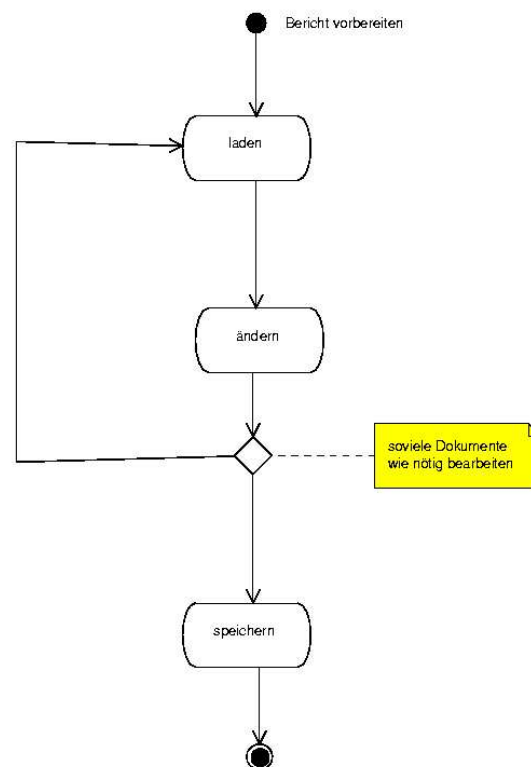 Bericht vorbereiten
laden
ändern
soviele Dokumente
wie nötig bearbeiten
speichern